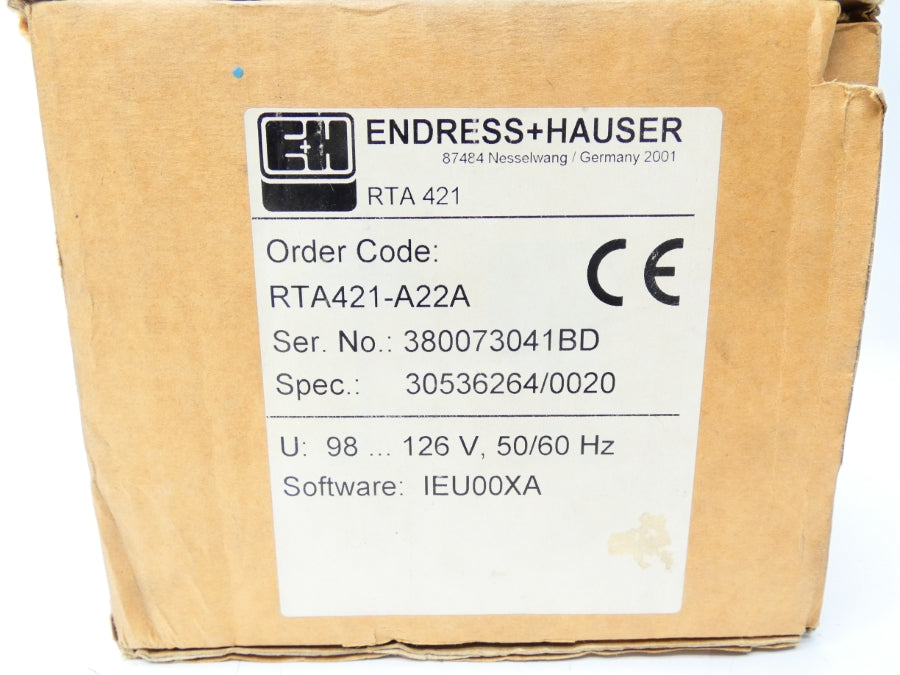 E+H ENDRESS+HAUSER
87484 Nesselwang / Germany 2001
RTA 421
Order Code:
CE
RTA421-A22A
Ser. No.: 380073041BD
Spec.: 30536264/0020
U: 98 ... 126 V, 50/60 Hz
Software: IEU00XA